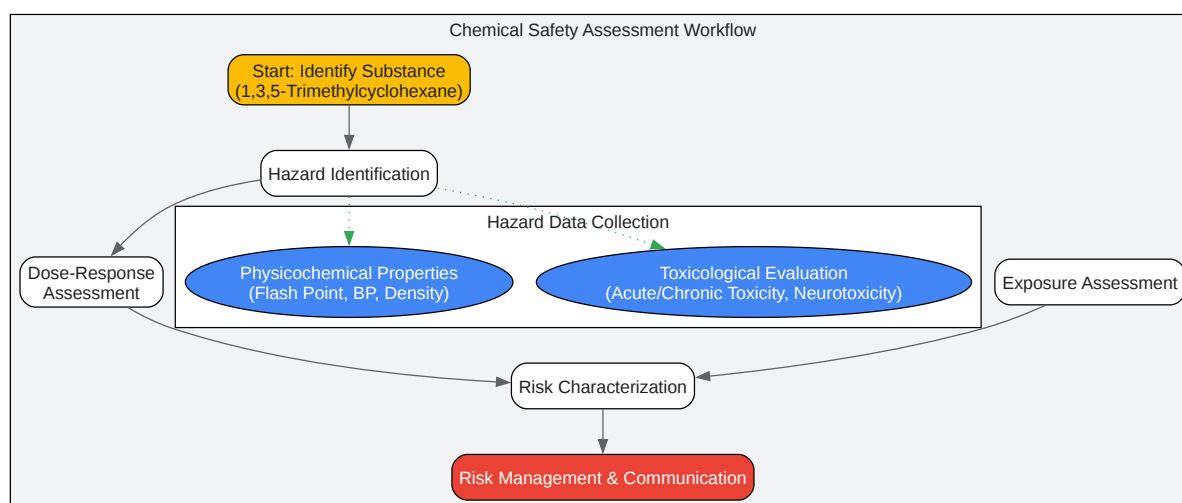 Chemical Safety Assessment Workflow
Start: Identify Substance
(1,3,5-Trimethylcyclohexane)
Hazard Identification
Hazard Data Collection
Dose-Response
Assessment
Physicochemical Properties
(Flash Point, BP, Density)
Toxicological Evaluation
(Acute/Chronic Toxicity, Neurotoxicity)
Exposure Assessment
Risk Characterization
Risk Management & Communication